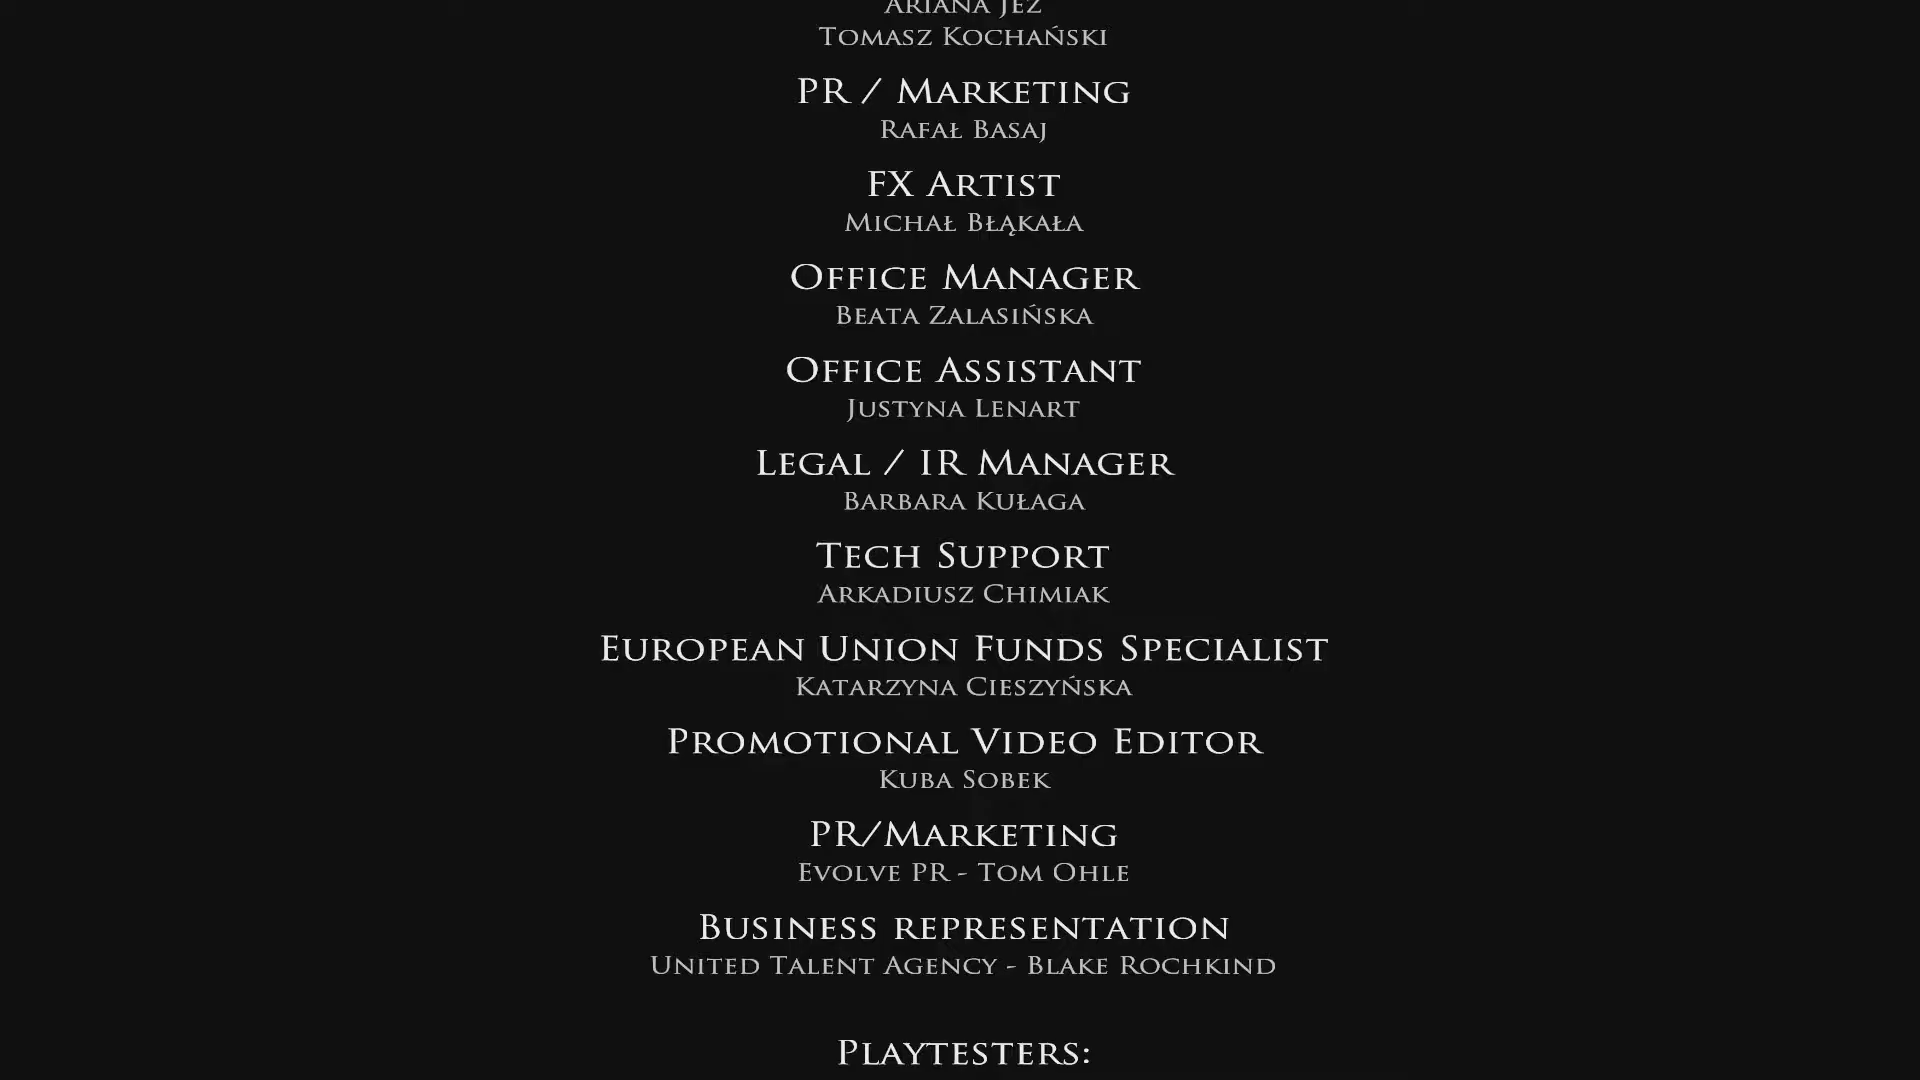 Ariana Jeż
Tomasz Kochański
PR / Marketing
Rafał Basaj
FX Artist
Michał Błąkała
Office Manager
Beata Zalasińska
Office Assistant
Justyna Lenart
Legal / IR Manager
Barbara Kułaga
Tech Support
Arkadiusz Chimiak
European Union Funds Specialist
Katarzyna Cieszyńska
Promotional Video Editor
Kuba Sobek
PR/Marketing
Evolve PR - Tom Ohle
Business representation
United Talent Agency - Blake Rochkind
Playtesters: